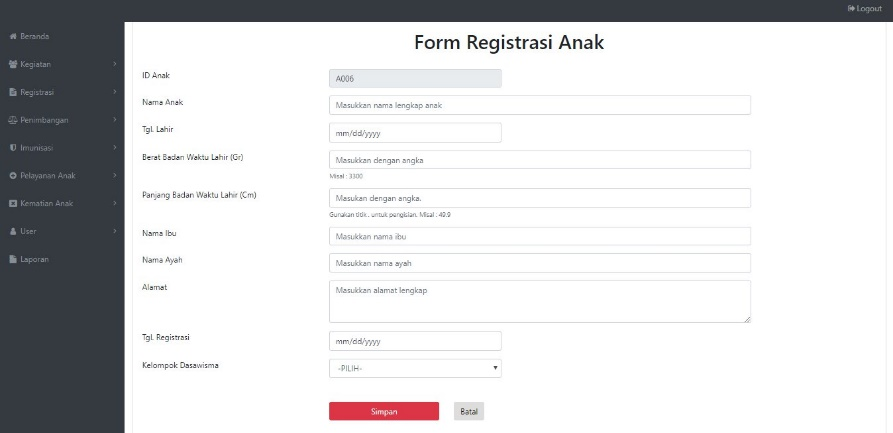 Logout
Beranda
Kegiatan
Registrasi
Penimbangan
Imunisasi
Pelayanan Anak
Kematian Anak
User
Laporan
Form Registrasi Anak
ID Anak
A006
Nama Anak
Masukkan nama lengkap anak
Tgl. Lahir
mm/dd/yyyy
Berat Badan Waktu Lahir (Gr)
Masukkan dengan angka
Misal : 3300
Panjang Badan Waktu Lahir (Cm)
Masukan dengan angka.
Gunakan titik . untuk pengisian. Misal : 49.9
Nama Ibu
Masukkan nama ibu
Nama Ayah
Masukkan nama ayah
Alamat
Masukkan alamat lengkap
Tgl. Registrasi
mm/dd/yyyy
Kelompok Dasawisma
-PILIH-
Simpan
Batal